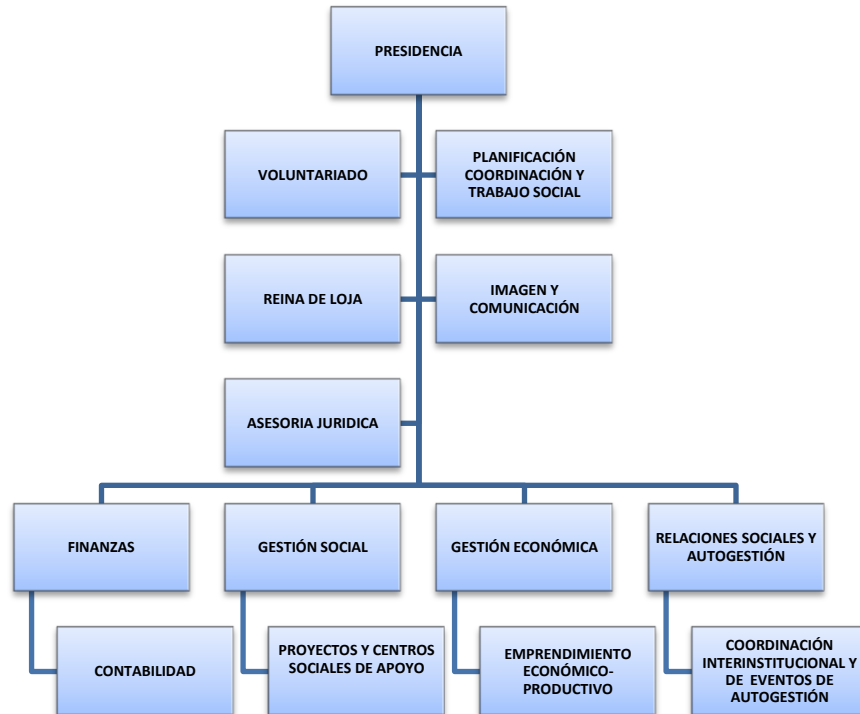 PRESIDENCIA
VOLUNTARIADO
PLANIFICACIÓN
COORDINACIÓN Y
TRABAJO SOCIAL
REINA DE LOJA
IMAGEN Y
COMUNICACIÓN
ASESORIA JURIDICA
FINANZAS
GESTIÓN SOCIAL
GESTIÓN ECONÓMICA
RELACIONES SOCIALES Y
AUTOGESTIÓN
CONTABILIDAD
PROYECTOS Y CENTROS
SOCIALES DE APOYO
EMPRENDIMIENTO
ECONÓMICO-
PRODUCTIVO
COORDINACIÓN
INTERINSTITUCIONAL Y
DE EVENTOS DE
AUTOGESTIÓN